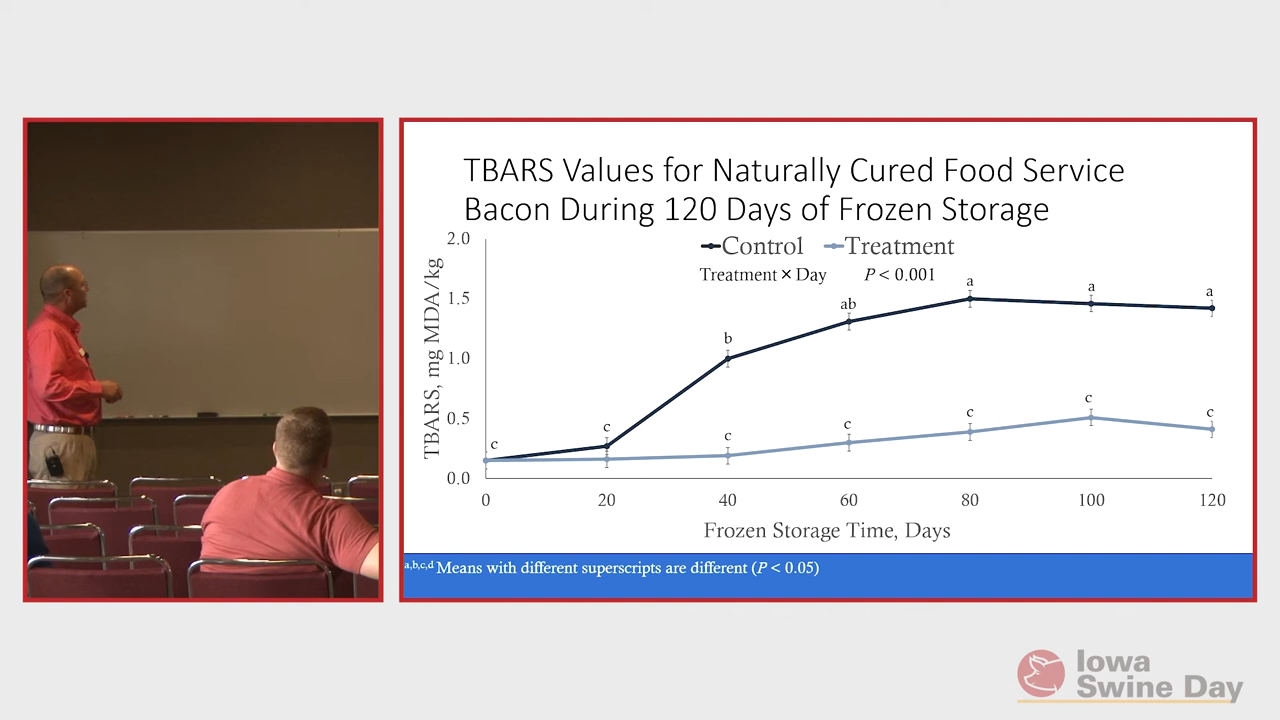 TBARS Values for Naturally Cured Food Service
Bacon During 120 Days of Frozen Storage
Control Treatment
Treatment × Day P < 0.001
TBARS, mg MDA/kg
2.0
1.5
1.0
0.5
0.0
c c b ab a a a
c c c c c
0 20 40 60 80 100 120
Frozen Storage Time, Days
a,b,c,d Means with different superscripts are different (P < 0.05)
Iowa
Swine Day